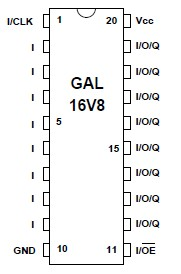 I/CLK 1 20 Vcc
I I/O/Q
I I/O/Q
I GAL I/O/Q
16V8
I 5 I/O/Q
I 15 I/O/Q
I I/O/Q
I I/O/Q
I I/O/Q
GND 10 11 I/OE